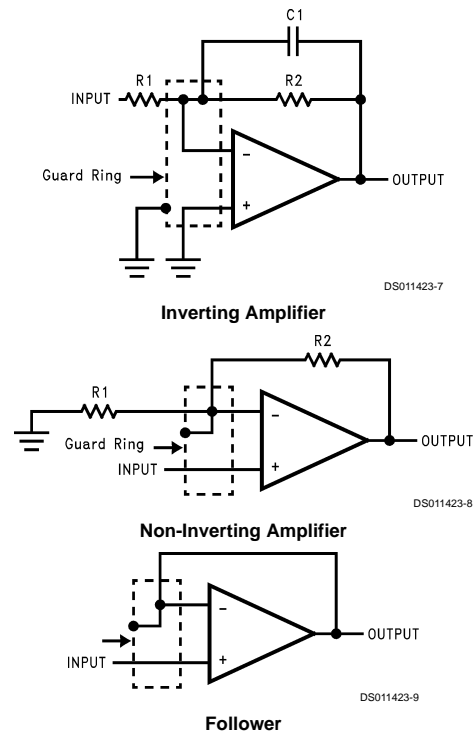 C1
R1
R2
INPUT
-
Guard Ring
OUTPUT
+
DS011423-7
Inverting Amplifier
R2
R1
-
Guard Ring
OUTPUT
INPUT
+
DS011423-8
Non-Inverting Amplifier
-
OUTPUT
INPUT
+
DS011423-9
Follower